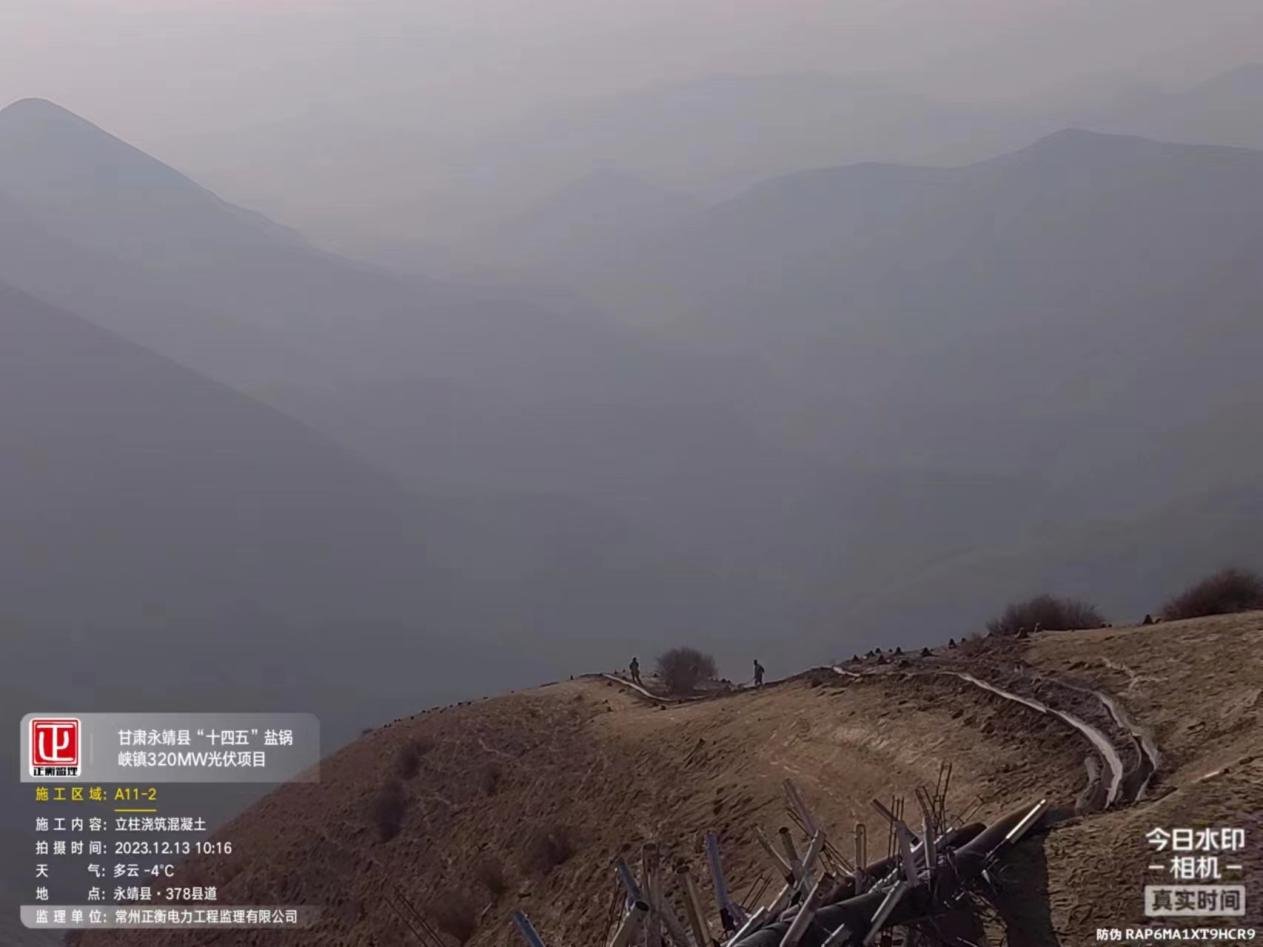 正衡监理
甘肃永靖县“十四五”盐锅
峡镇320MW光伏项目
施工区域: A11-2
施工内容: 立柱浇筑混凝土
拍摄时间: 2023.12.13 10:16
天气: 多云 -4℃
地点: 永靖县·378县道
监理单位: 常州正衡电力工程监理有限公司
今日水印
-相机-
真实时间
防伪 RAP6MA1XT9HCR9